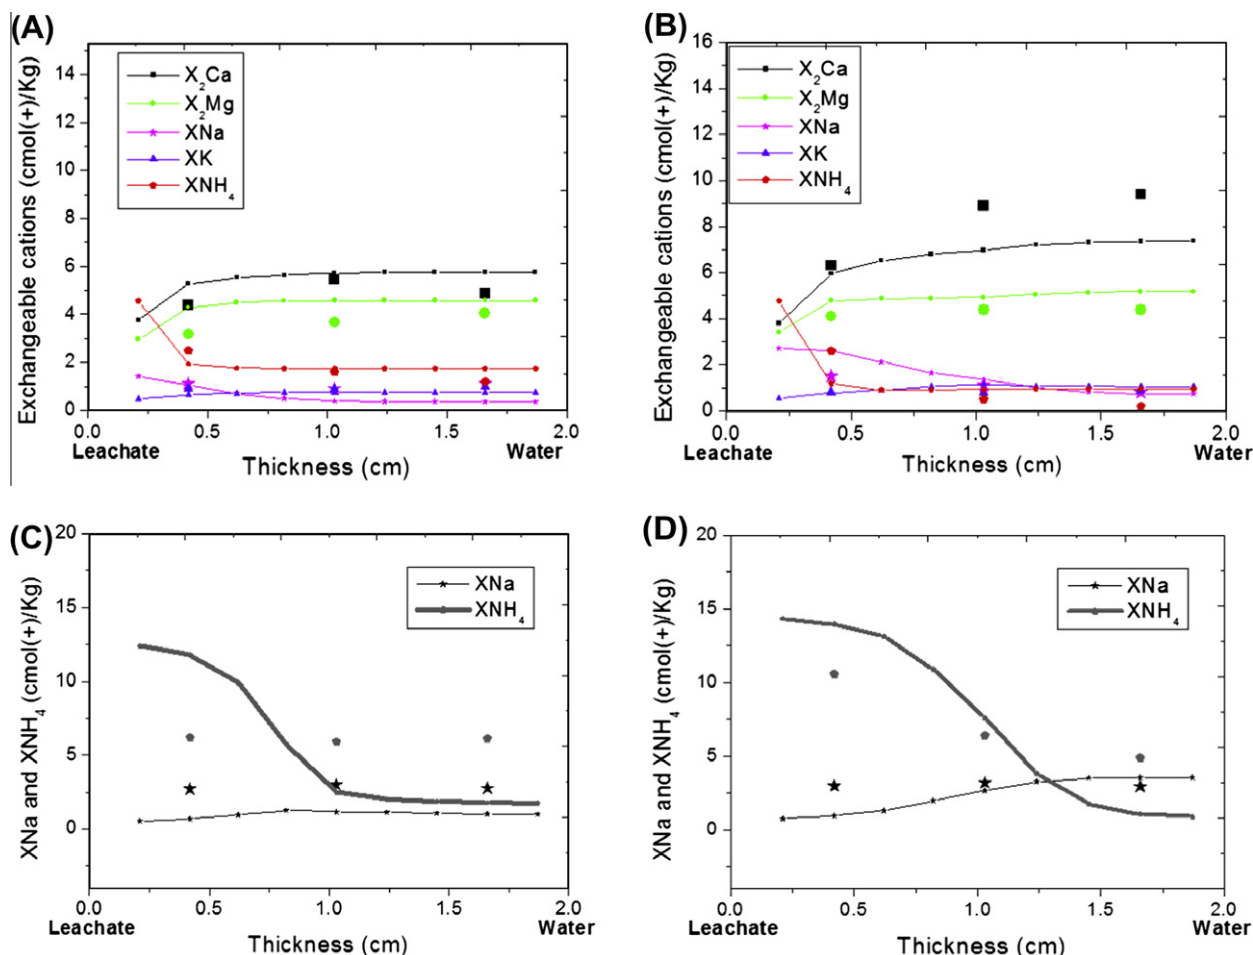 (A)
Exchangeable cations (cmol(+)/Kg)
14
12
10
8
6
4
2
0
X2Ca
X2Mg
XNa
XK
XNH4
0.0 0.5 1.0 1.5 2.0
Leachate Thickness (cm) Water
(B)
Exchangeable cations (cmol(+)/Kg)
16
14
12
10
8
6
4
2
0
X2Ca
X2Mg
XNa
XK
XNH4
0.0 0.5 1.0 1.5 2.0
Leachate Thickness (cm) Water
(C)
XNa and XNH4 (cmol(+)/Kg)
20
15
10
5
0
XNa
XNH4
0.0 0.5 1.0 1.5 2.0
Leachate Thickness (cm) Water
(D)
XNa and XNH4 (cmol(+)/Kg)
20
15
10
5
0
XNa
XNH4
0.0 0.5 1.0 1.5 2.0
Leachate Thickness (cm) Water